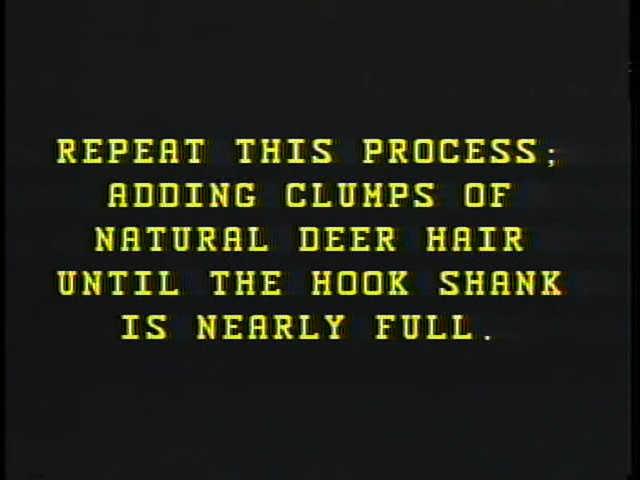 REPEAT THIS PROCESS;
ADDING CLUMPS OF
NATURAL DEER HAIR
UNTIL THE HOOK SHANK
IS NEARLY FULL.